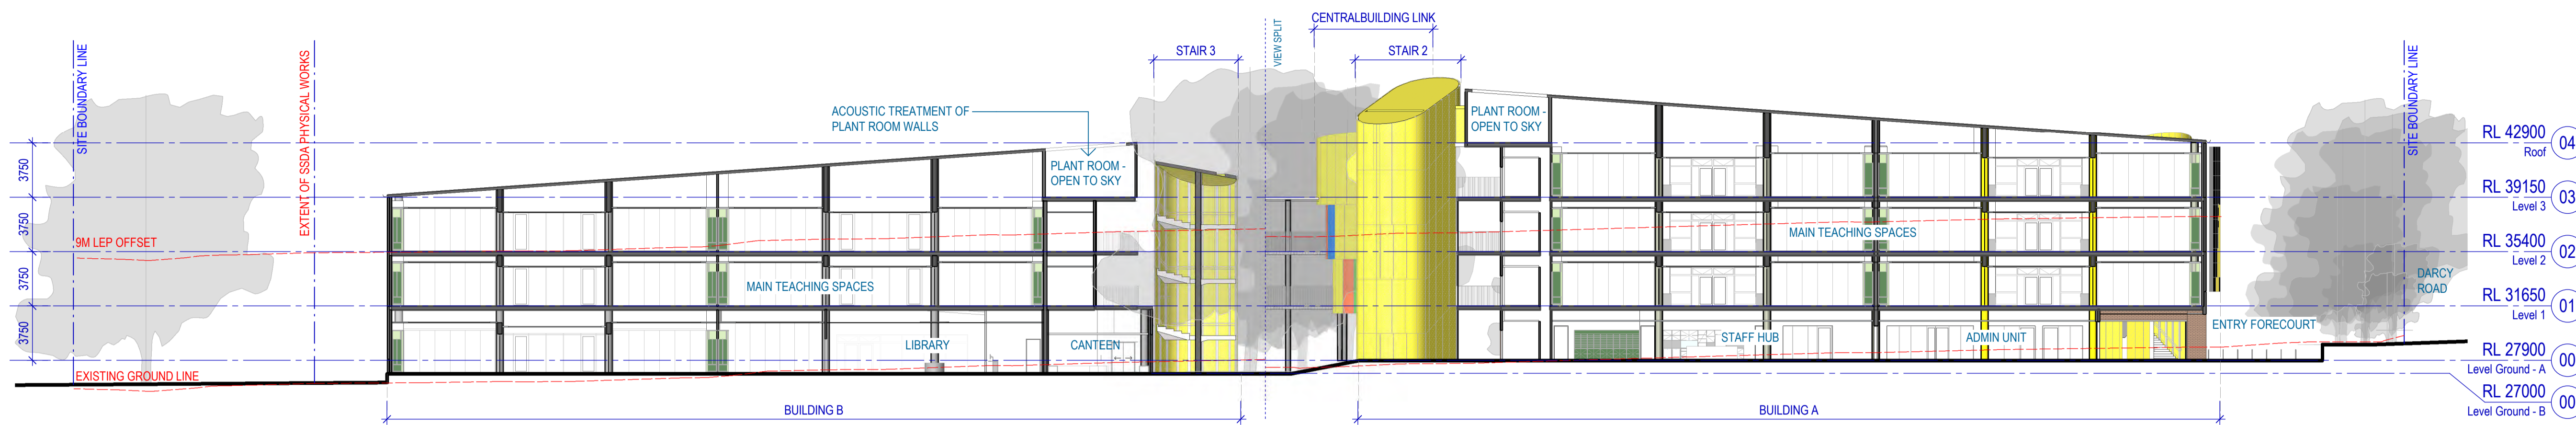 CENTRALBUILDING LINK
STAIR 3
VIEW SPLIT
STAIR 2
SITE BOUNDARY LINE
EXTENT OF SSDA PHYSICAL WORKS
ACOUSTIC TREATMENT OF
PLANT ROOM WALLS
PLANT ROOM -
OPEN TO SKY
PLANT ROOM -
OPEN TO SKY
SITE BOUNDARY LINE
RL 42900
Roof
04
3750
RL 39150
Level 3
03
3750
9M LEP OFFSET
MAIN TEACHING SPACES
RL 35400
Level 2
02
3750
MAIN TEACHING SPACES
DARCY
ROAD
RL 31650
Level 1
01
3750
LIBRARY
CANTEEN
STAFF HUB
ADMIN UNIT
ENTRY FORECOURT
RL 27900
Level Ground - A
00
EXISTING GROUND LINE
RL 27000
Level Ground - B
00
BUILDING B
BUILDING A